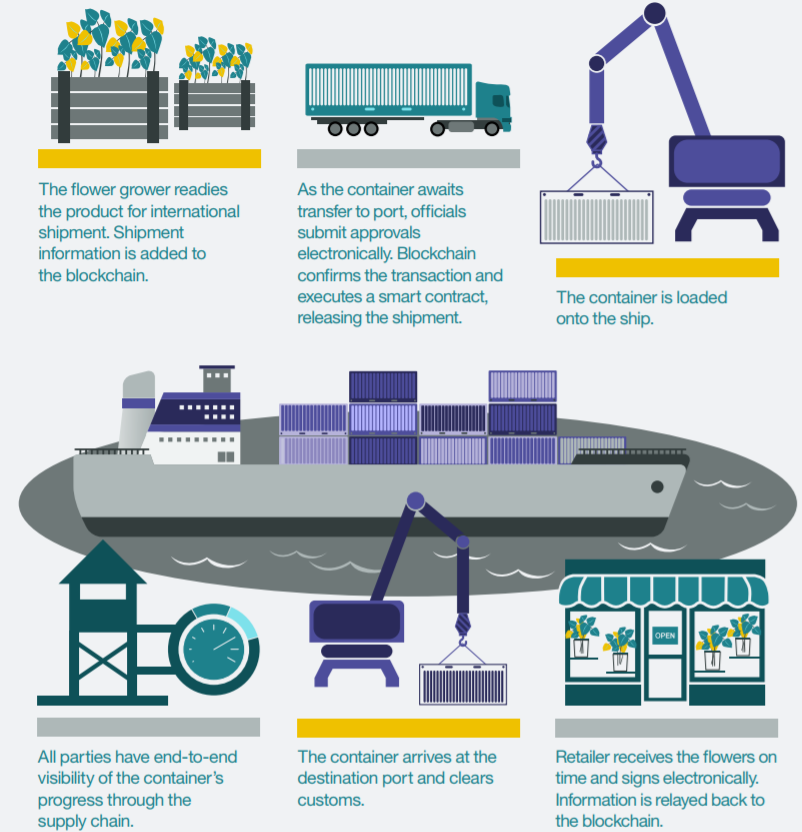 The flower grower readies
the product for international
shipment. Shipment
information is added to
the blockchain.
As the container awaits
transfer to port, officials
submit approvals
electronically. Blockchain
confirms the transaction and
executes a smart contract,
releasing the shipment.
The container is loaded
onto the ship.
OPEN
All parties have end-to-end
visibility of the container's
progress through the
supply chain.
The container arrives at the
destination port and clears
customs.
Retailer receives the flowers on
time and signs electronically.
Information is relayed back to
the blockchain.